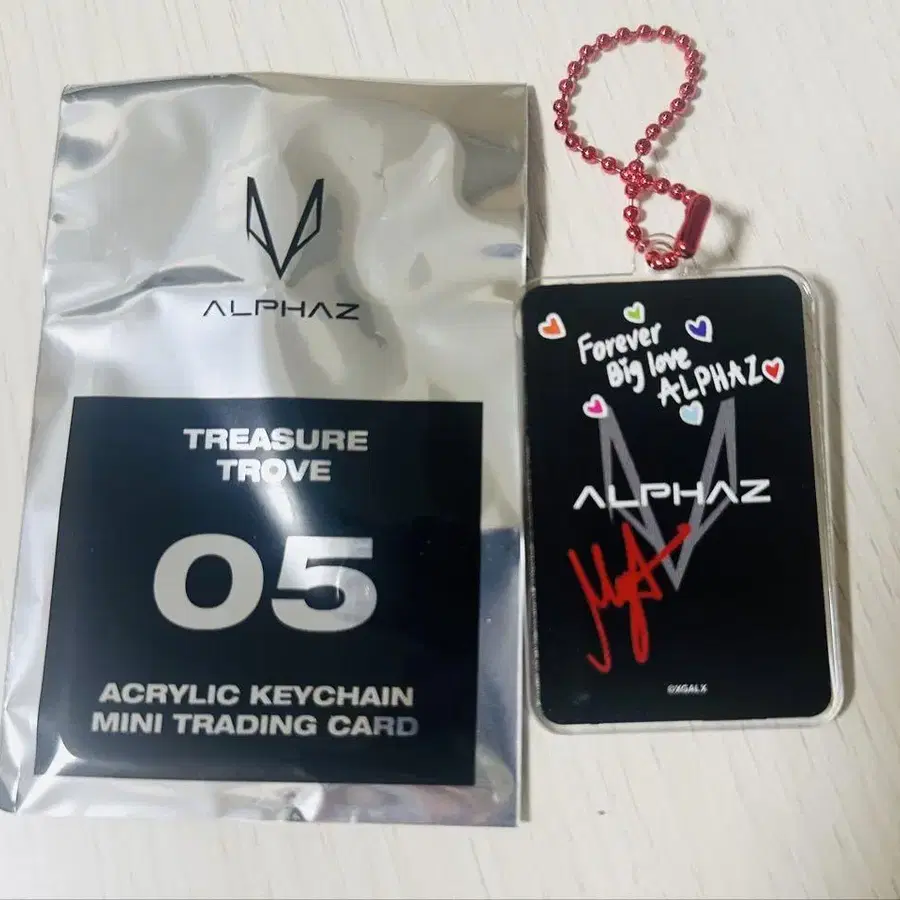 ALPHAZ
TREASURE
TROVE
05
ACRYLIC KEYCHAIN
MINI TRADING CARD
Forever
Big love
ALPHAZ
ALPHAZ
©XGALX